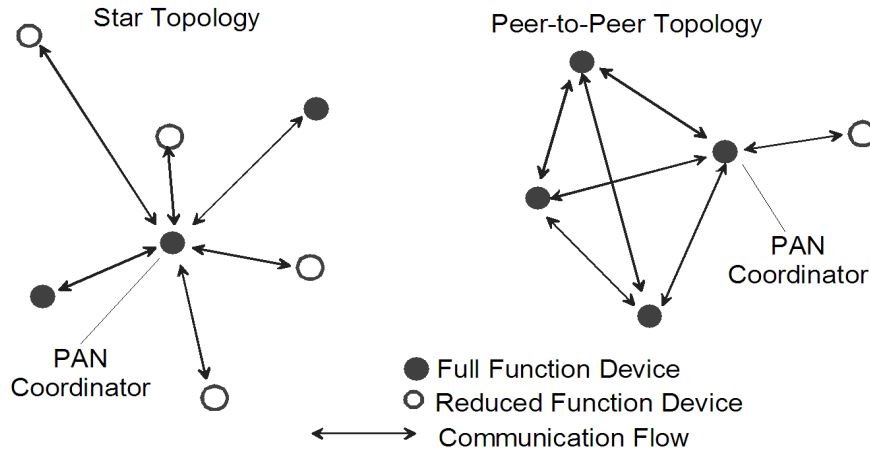 Star Topology
Peer-to-Peer Topology
PAN
Coordinator
PAN
Coordinator
Full Function Device
Reduced Function Device
Communication Flow